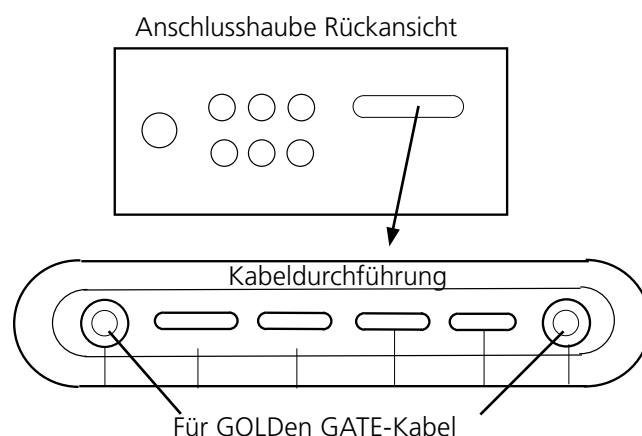 Anschlusshaube Rückansicht
Kabeldurchführung
Für GOLDen GATE-Kabel